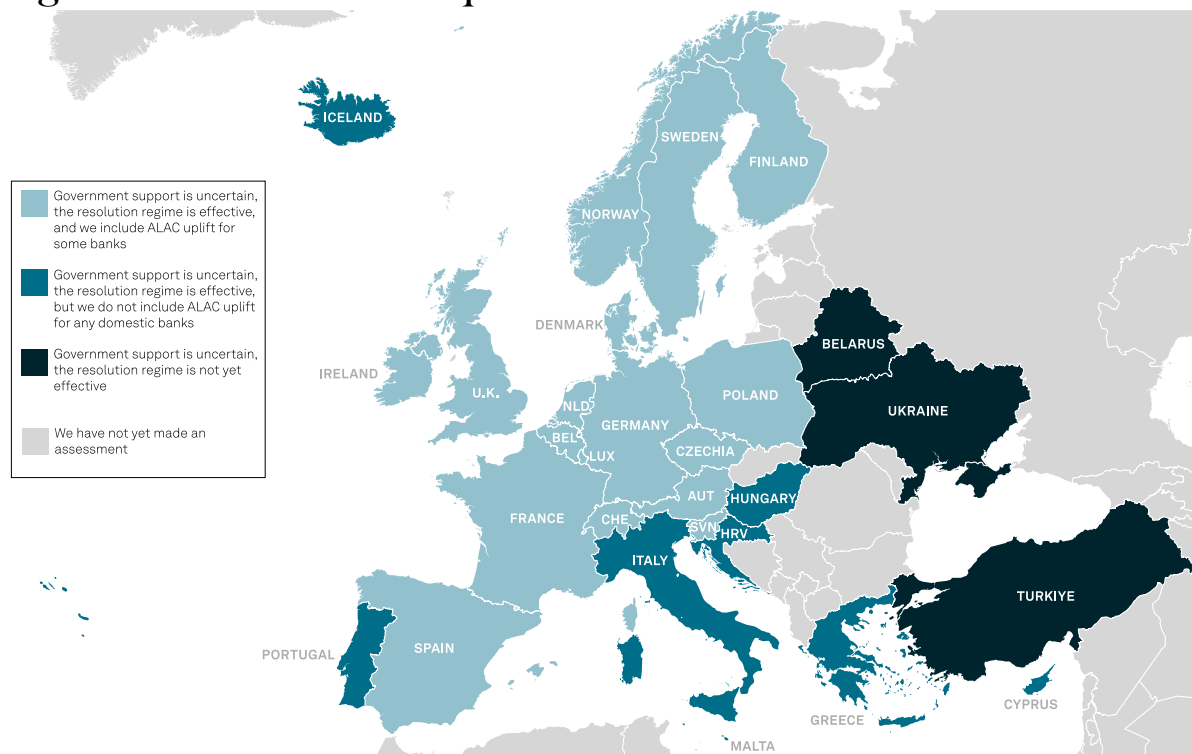 ICELAND
SWEDEN
FINLAND
NORWAY
Government support is uncertain,
the resolution regime is effective,
and we include ALAC uplift for
some banks
Government support is uncertain,
the resolution regime is effective,
but we do not include ALAC uplift
for any domestic banks
Government support is uncertain,
the resolution regime is not yet
effective
We have not yet made an
assessment
DENMARK
BELARUS
IRELAND
U.K.
NLD
POLAND
UKRAINE
GERMANY
BEL
LUX
CZECHIA
AUT
HUNGARY
FRANCE
CHE
SVN
HRV
ITALY
TURKIYE
PORTUGAL
SPAIN
GREECE
CYPRUS
MALTA